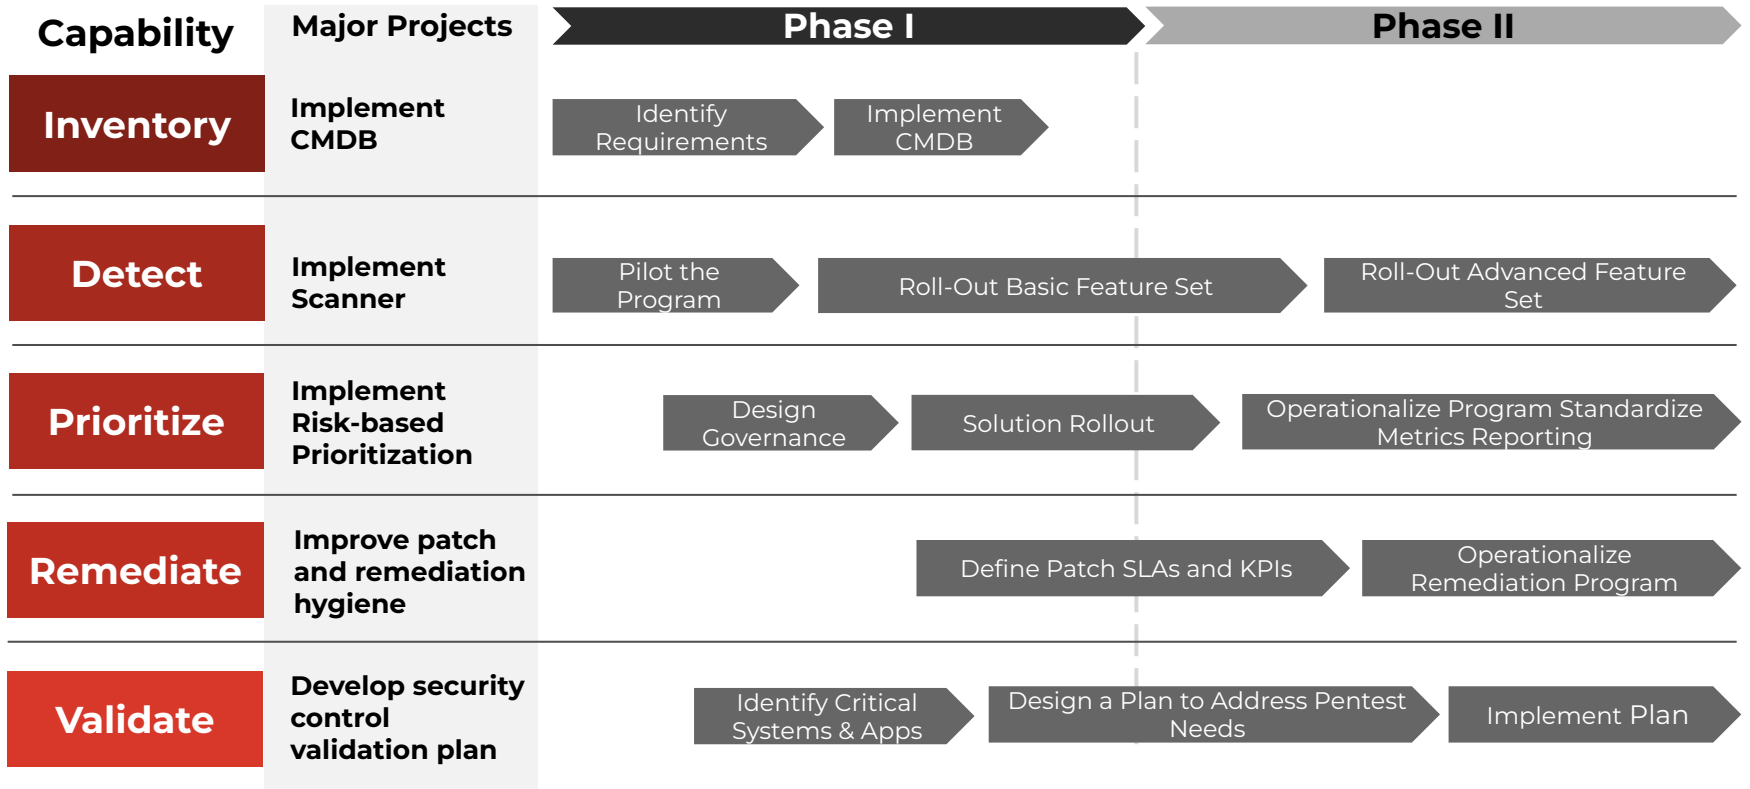 Capability
Major Projects
Phase I
Phase II
Inventory
Implement
CMDB
Identify
Requirements
Implement
CMDB
Detect
Implement
Scanner
Pilot the
Program
Roll-Out Basic Feature Set
Roll-Out Advanced Feature
Set
Prioritize
Implement
Risk-based
Prioritization
Design
Governance
Solution Rollout
Operationalize Program Standardize
Metrics Reporting
Remediate
Improve patch
and remediation
hygiene
Define Patch SLAs and KPIs
Operationalize
Remediation Program
Validate
Develop security
control
validation plan
Identify Critical
Systems & Apps
Design a Plan to Address Pentest
Needs
Implement Plan